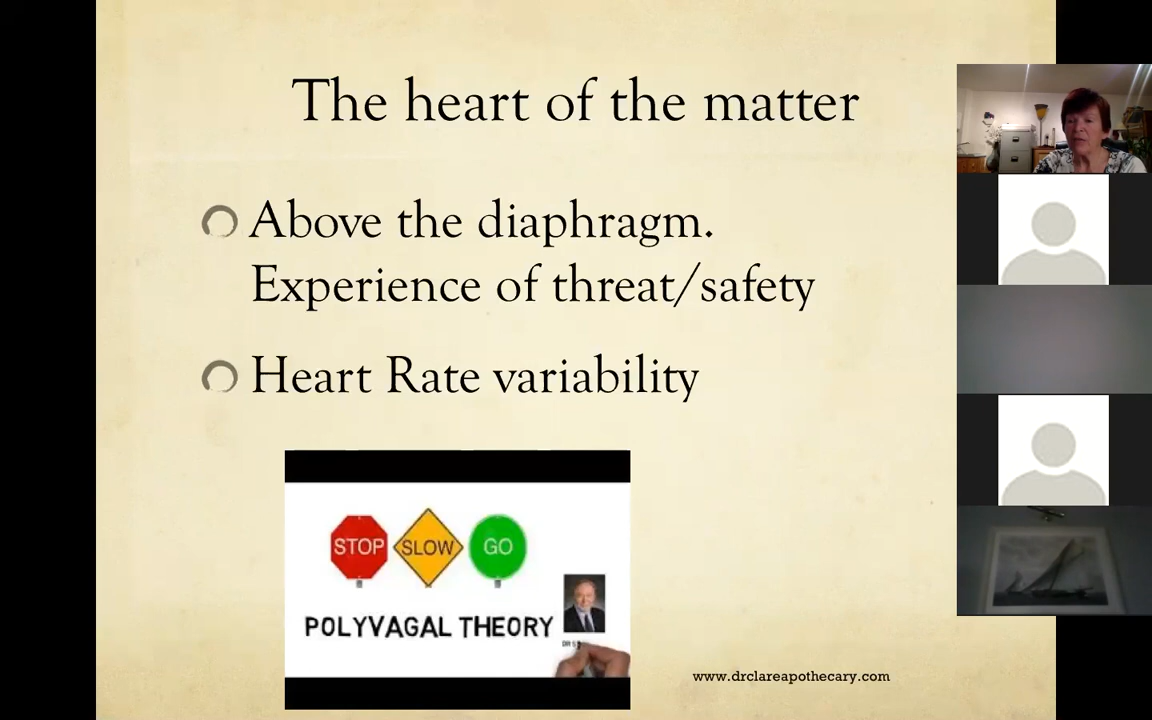 The heart of the matter
Above the diaphragm.
Experience of threat/safety
Heart Rate variability
STOP SLOW GO
POLYVAGAL THEORY
www.drclareapothecary.com